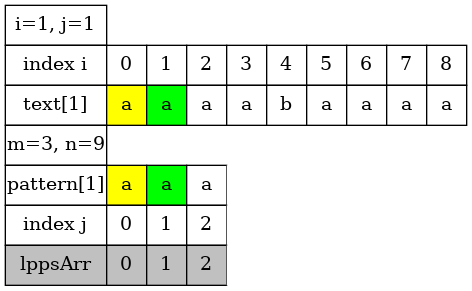 i=1, j=1
index i 0 1 2 3 4 5 6 7 8
text[1] a a a a b a a a a
m=3, n=9
pattern[1] a a a
index j 0 1 2
lppsArr 0 1 2